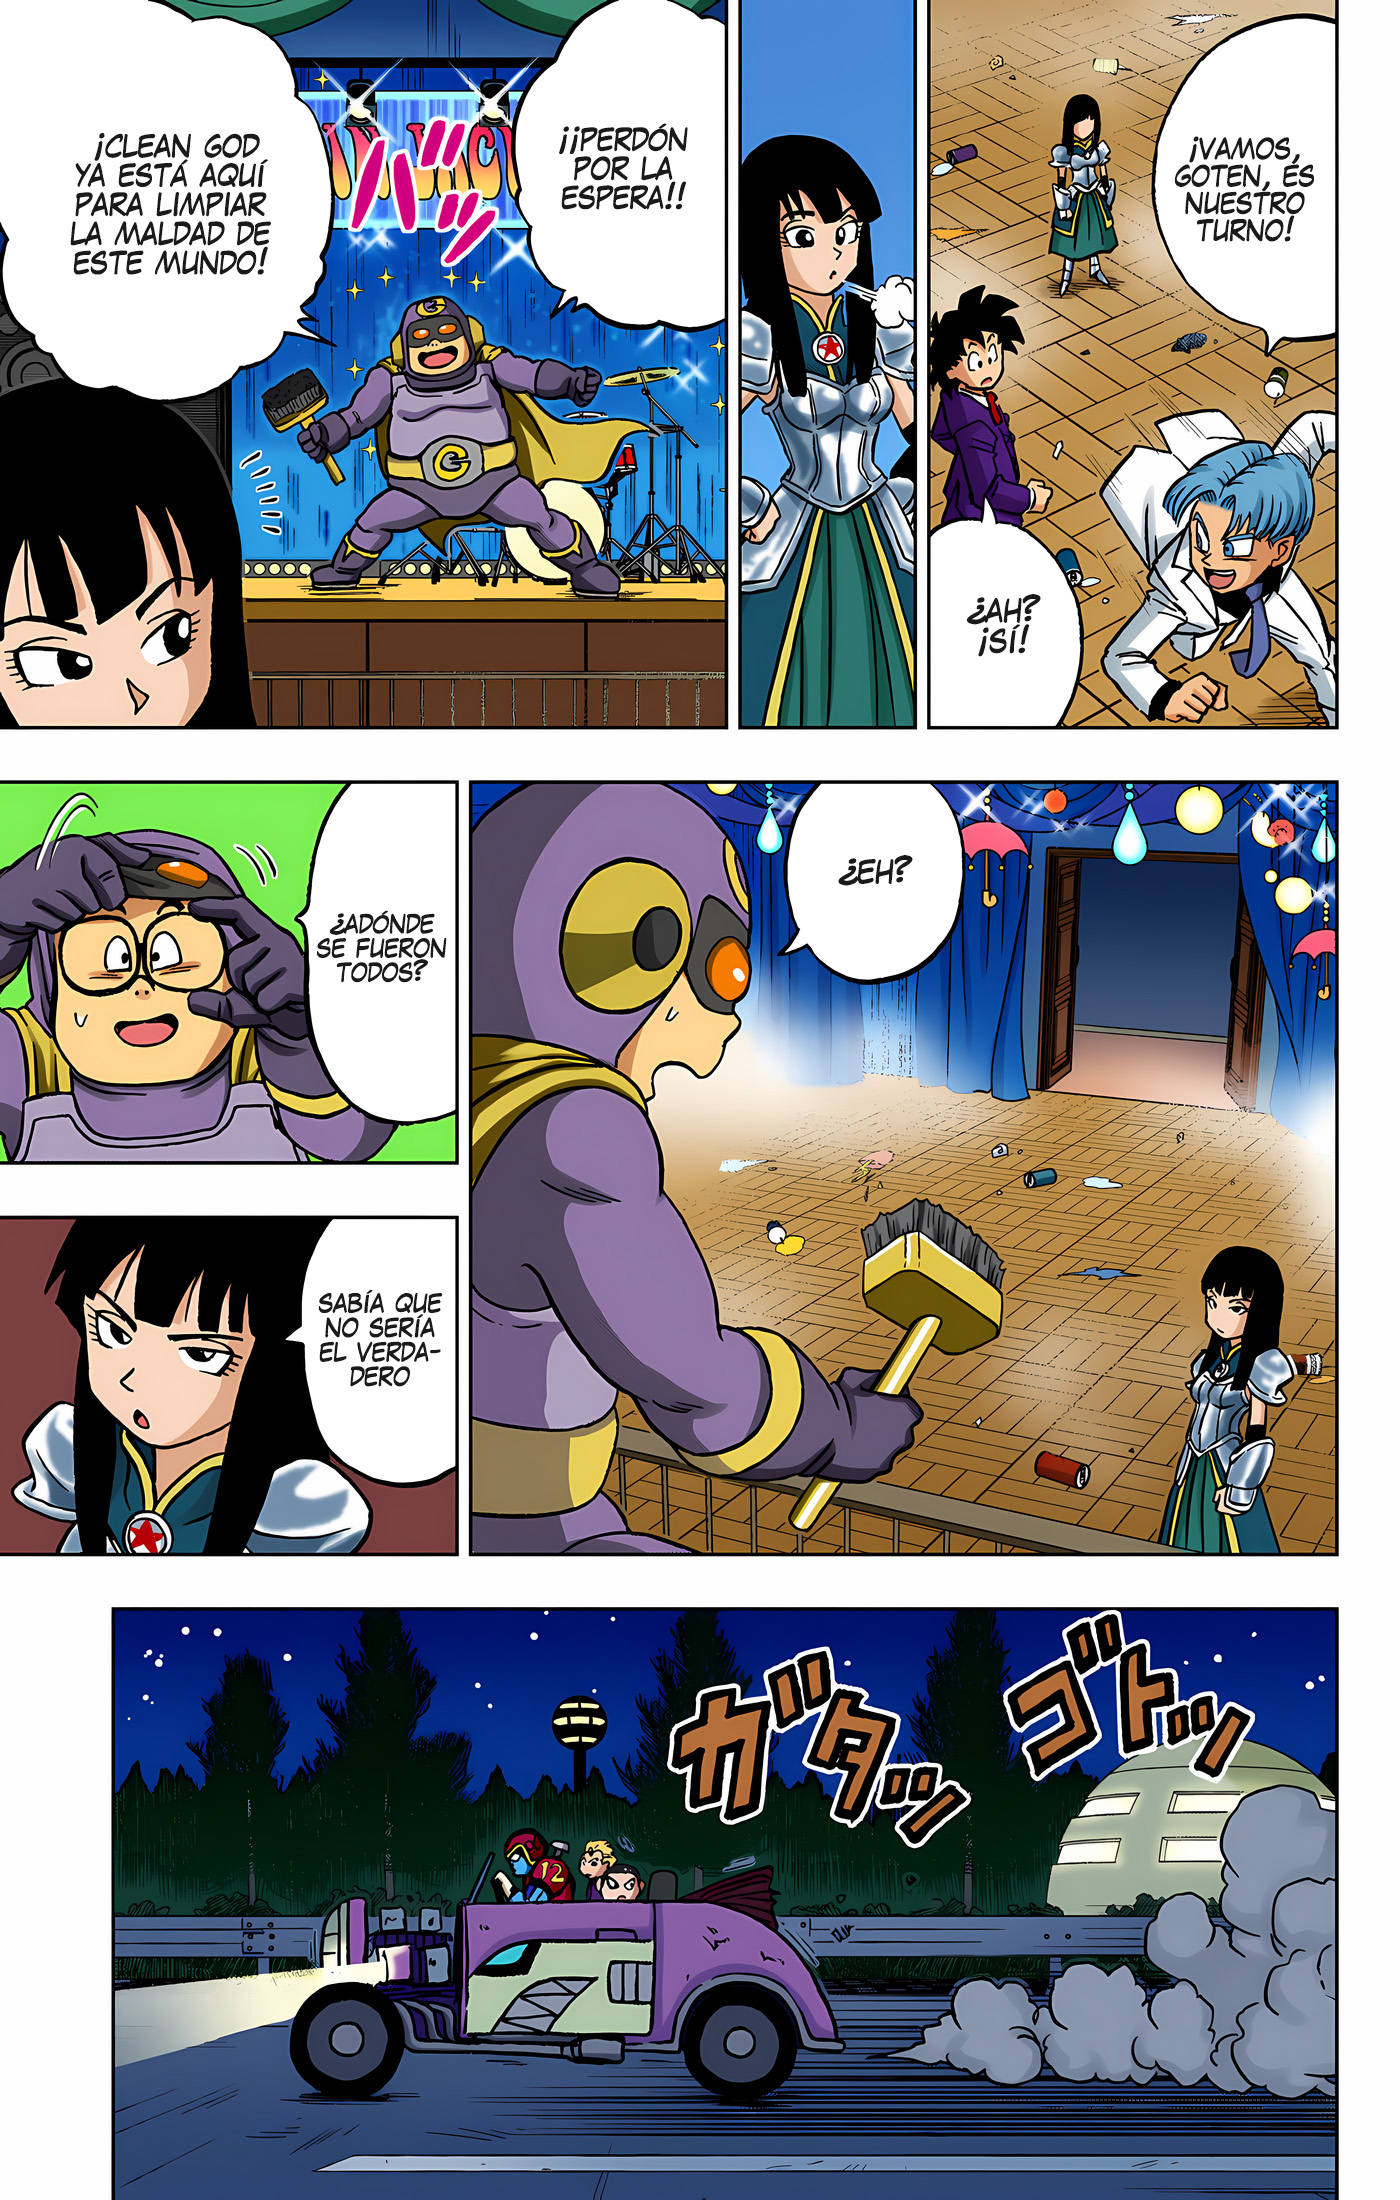 ¡VAMOS,
GOTEN, ES
NUESTRO
TURNO!
¿AH?
¡SÍ!
¡¡PERDÓN
POR LA
ESPERA!!
バッ
¡CLEAN GOD
YA ESTÁ AQUÍ
PARA LIMPIAR
LA MALDAD DE
ESTE MUNDO!
¿EH?
¿ADÓNDE
SE FUERON
TODOS?
SABÍA QUE
NO SERÍA
EL VERDA-
DERO
ゴトッ
ガタッ
12